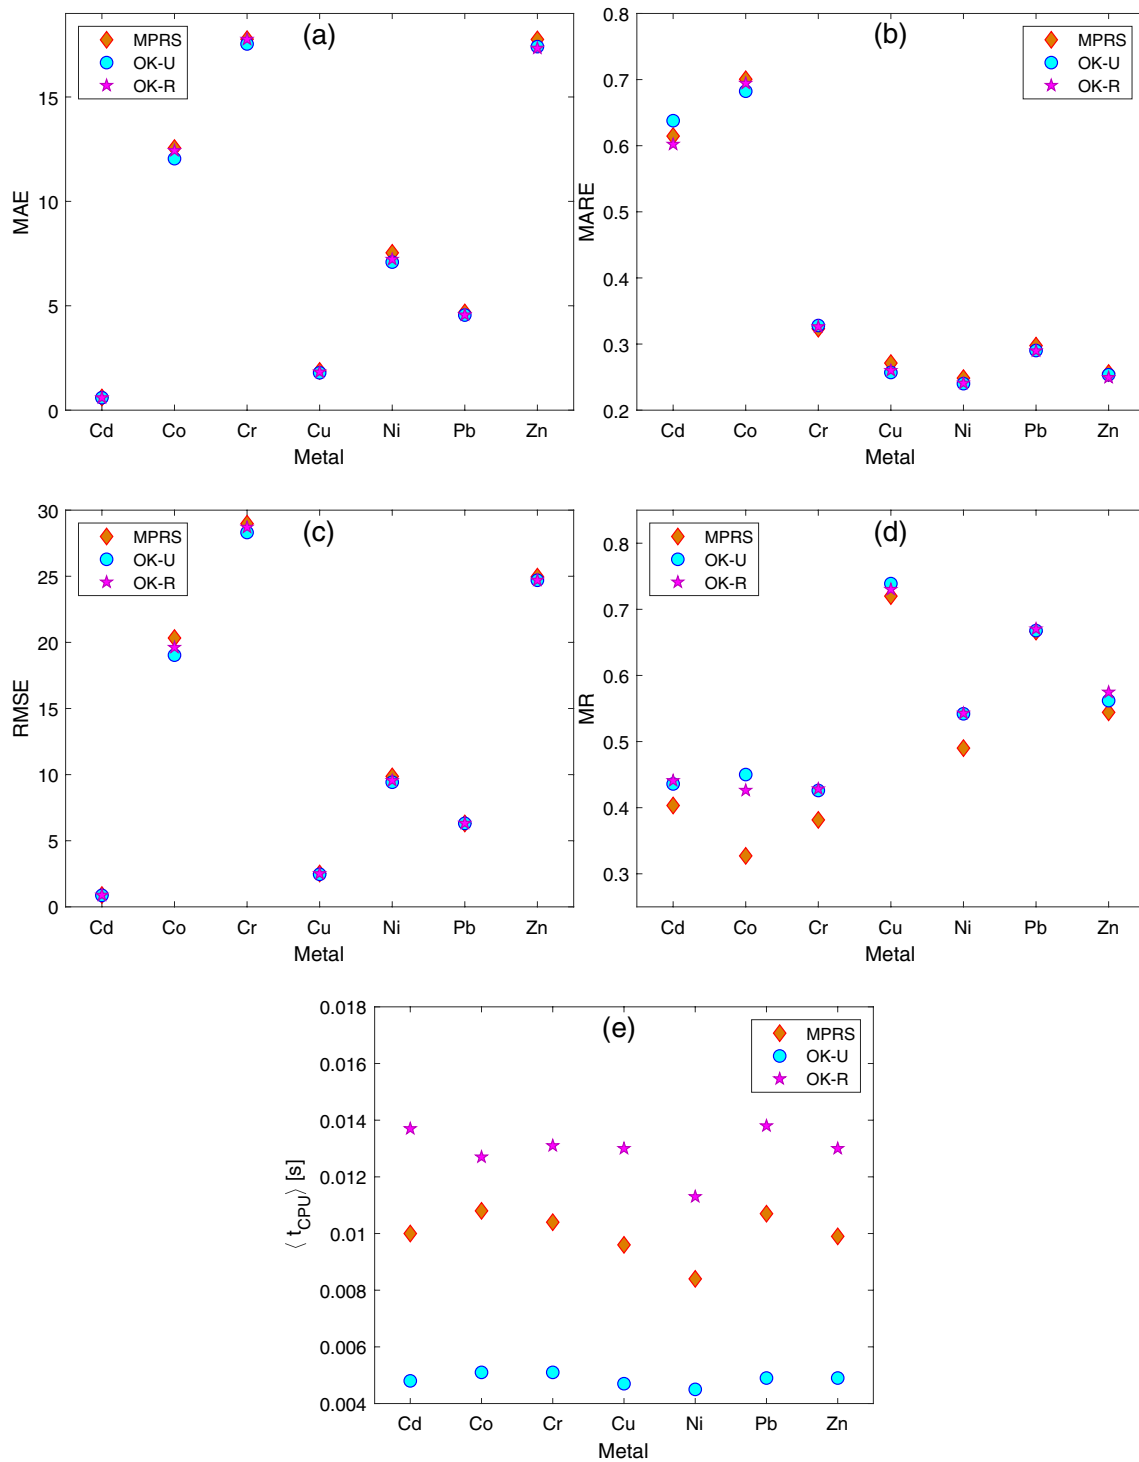 (a)
MPRS
OK-U
OK-R
15
10
5
0
MAE
Cd Co Cr Cu Ni Pb Zn
Metal
(b)
MPRS
OK-U
OK-R
0.8
0.7
0.6
0.5
0.4
0.3
0.2
MARE
Cd Co Cr Cu Ni Pb Zn
Metal
(c)
MPRS
OK-U
OK-R
30
25
20
15
10
5
0
RMSE
Cd Co Cr Cu Ni Pb Zn
Metal
(d)
MPRS
OK-U
OK-R
0.8
0.7
0.6
0.5
0.4
0.3
MR
Cd Co Cr Cu Ni Pb Zn
Metal
(e)
MPRS
OK-U
OK-R
0.018
0.016
0.014
0.012
0.01
0.008
0.006
0.004
⟨ t_CPU ⟩ [s]
Cd Co Cr Cu Ni Pb Zn
Metal